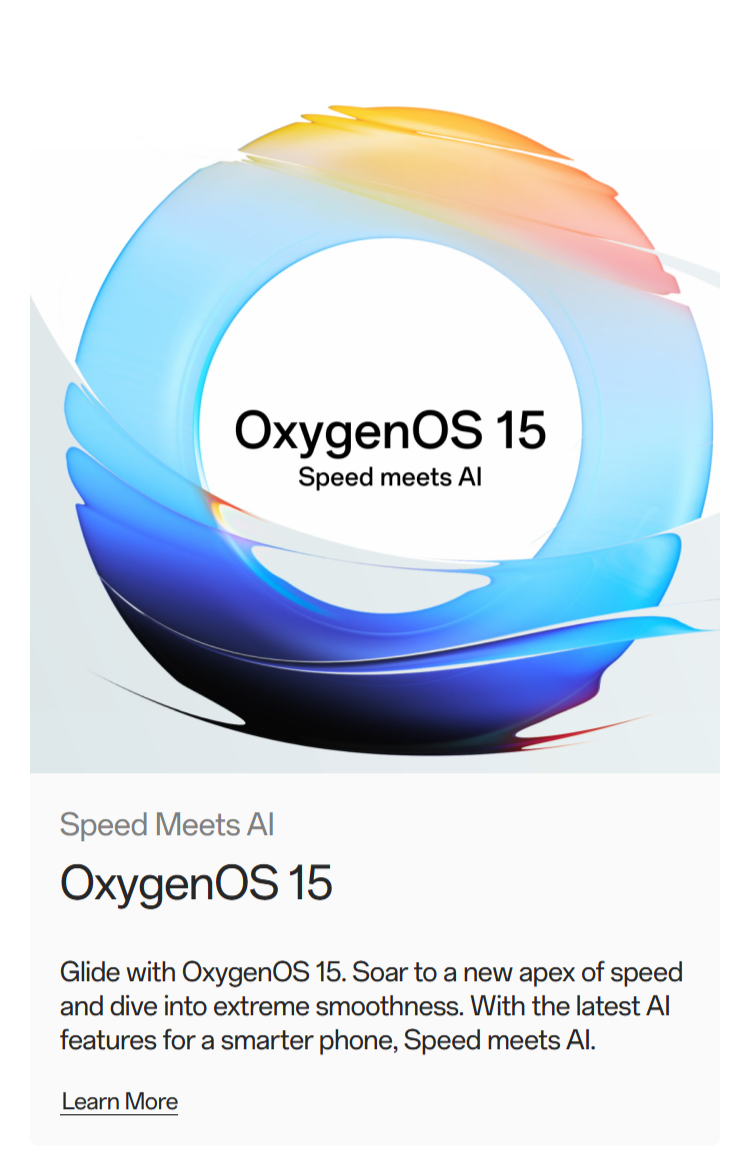 OxygenOS 15
Speed meets AI
Speed Meets AI
OxygenOS 15
Glide with OxygenOS 15. Soar to a new apex of speed
and dive into extreme smoothness. With the latest AI
features for a smarter phone, Speed meets AI.
Learn More